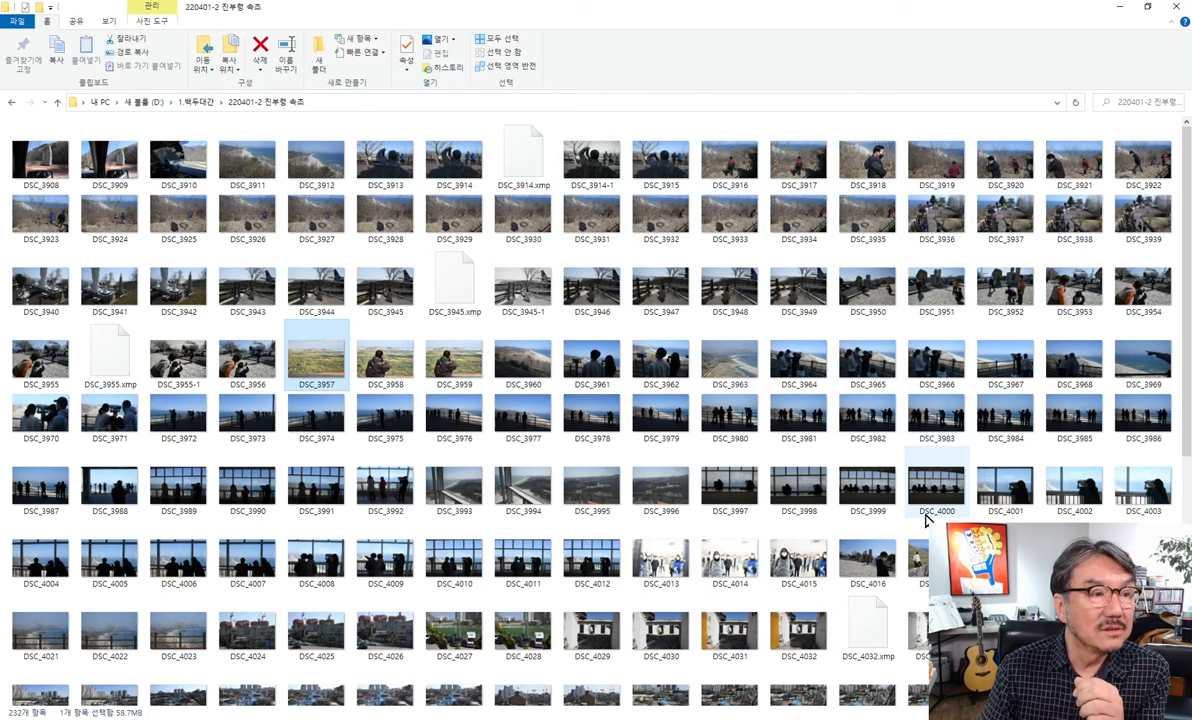 관리 220401-2 진부령 속조
파일 홈 공유 보기 사진 도구
즐겨찾기에 고정 복사 붙여넣기 잘라내기 경로 복사 바로 가기 붙여넣기 이동 위치 복사 위치 삭제 이름 바꾸기 새 폴더 새 항목 빠른 연결 속성 열기 편집 히스토리 모두 선택 선택 안 함 선택 영역 반전
클립보드 구성 새로 만들기 열기 선택
내 PC 새 볼륨 (D:) 1.백두대간 220401-2 진부령 속조 220401-2 진부령...
DSC_3908 DSC_3909 DSC_3910 DSC_3911 DSC_3912 DSC_3913 DSC_3914 DSC_3914.xmp DSC_3914-1 DSC_3915 DSC_3916 DSC_3917 DSC_3918 DSC_3919 DSC_3920 DSC_3921 DSC_3922
DSC_3923 DSC_3924 DSC_3925 DSC_3926 DSC_3927 DSC_3928 DSC_3929 DSC_3930 DSC_3931 DSC_3932 DSC_3933 DSC_3934 DSC_3935 DSC_3936 DSC_3937 DSC_3938 DSC_3939
DSC_3940 DSC_3941 DSC_3942 DSC_3943 DSC_3944 DSC_3945 DSC_3945.xmp DSC_3945-1 DSC_3946 DSC_3947 DSC_3948 DSC_3949 DSC_3950 DSC_3951 DSC_3952 DSC_3953 DSC_3954
DSC_3955 DSC_3955.xmp DSC_3955-1 DSC_3956 DSC_3957 DSC_3958 DSC_3959 DSC_3960 DSC_3961 DSC_3962 DSC_3963 DSC_3964 DSC_3965 DSC_3966 DSC_3967 DSC_3968 DSC_3969
DSC_3970 DSC_3971 DSC_3972 DSC_3973 DSC_3974 DSC_3975 DSC_3976 DSC_3977 DSC_3978 DSC_3979 DSC_3980 DSC_3981 DSC_3982 DSC_3983 DSC_3984 DSC_3985 DSC_3986
DSC_3987 DSC_3988 DSC_3989 DSC_3990 DSC_3991 DSC_3992 DSC_3993 DSC_3994 DSC_3995 DSC_3996 DSC_3997 DSC_3998 DSC_3999 DSC_4000 DSC_4001 DSC_4002 DSC_4003
DSC_4004 DSC_4005 DSC_4006 DSC_4007 DSC_4008 DSC_4009 DSC_4010 DSC_4011 DSC_4012 DSC_4013 DSC_4014 DSC_4015 DSC_4016
DSC_4021 DSC_4022 DSC_4023 DSC_4024 DSC_4025 DSC_4026 DSC_4027 DSC_4028 DSC_4029 DSC_4030 DSC_4031 DSC_4032 DSC_4032.xmp
232개 항목 1개 항목 선택함 58.7MB